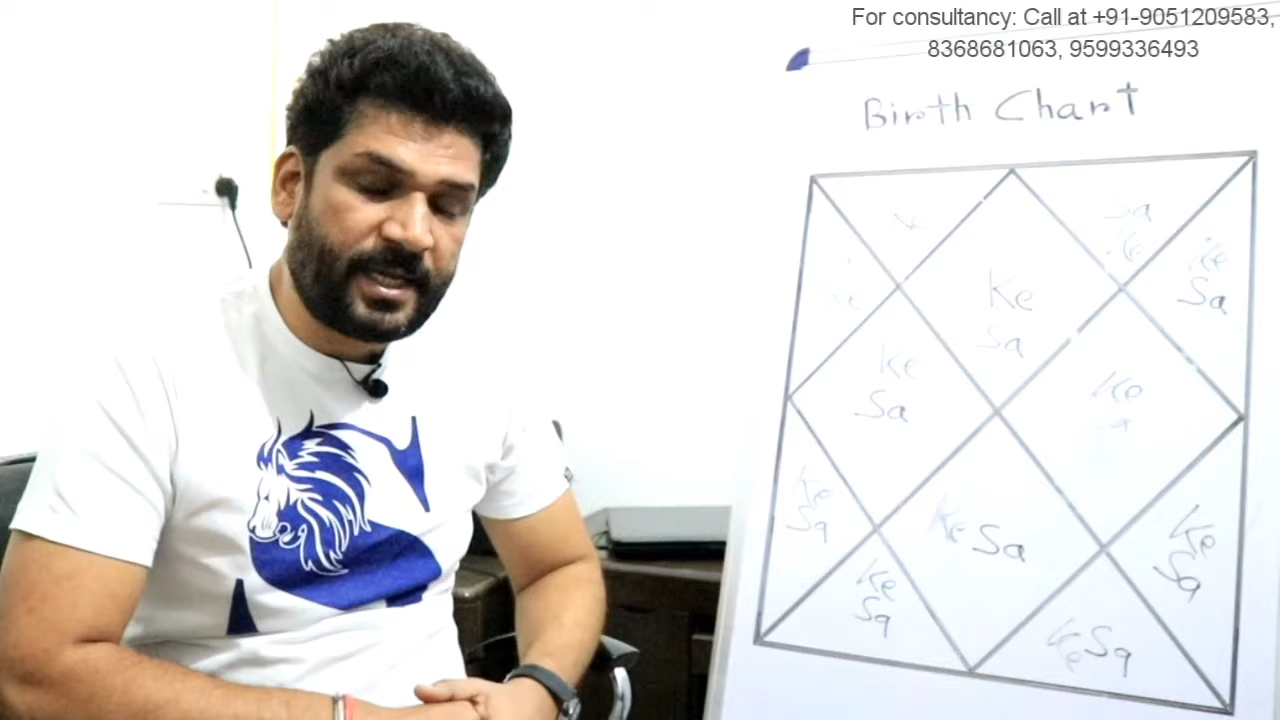 For consultancy: Call at +91-9051209583,
8368681063, 9599336493
Birth Chart
Sa
Ke
Ke
Sa
Ke
Sa
Ke
Sa
Ke
Ke
Sa
Ke Sa
Ke
Sa
Ke
Sa
Ke Sa